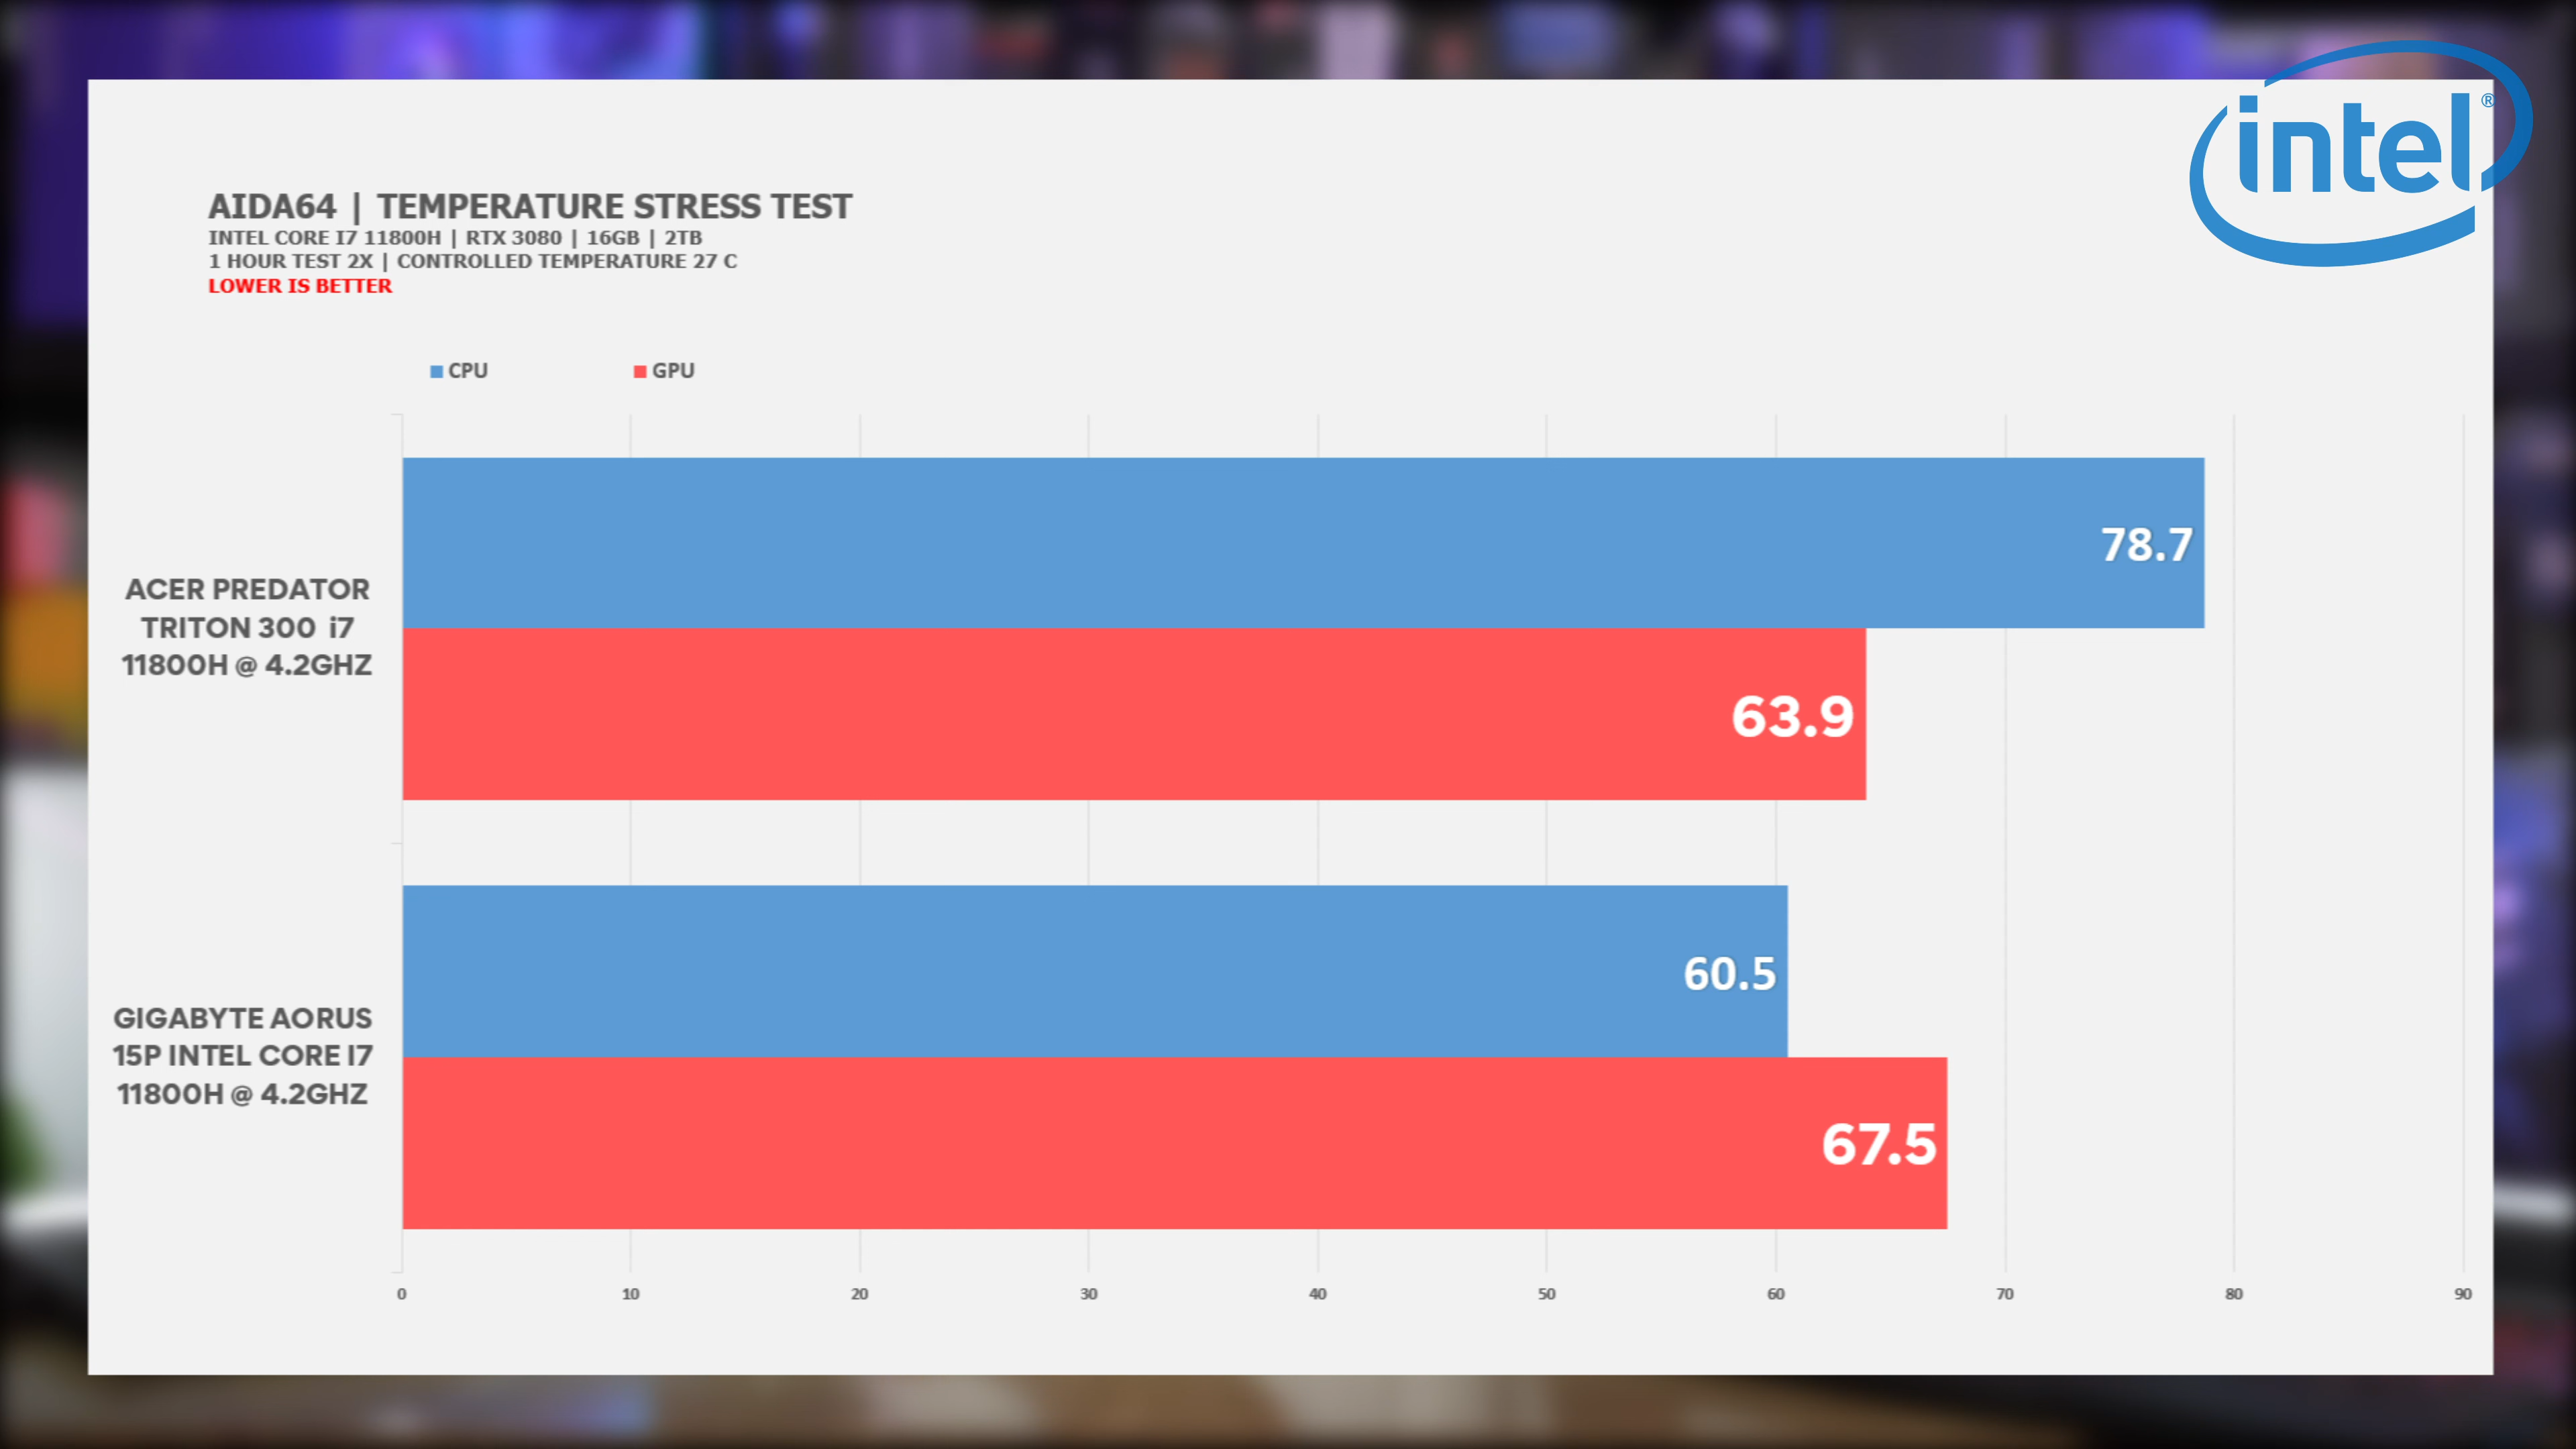 intel®
AIDA64 | TEMPERATURE STRESS TEST
INTEL CORE I7 11800H | RTX 3080 | 16GB | 2TB
1 HOUR TEST 2X | CONTROLLED TEMPERATURE 27 C
LOWER IS BETTER
CPU GPU
ACER PREDATOR
TRITON 300 i7
11800H @ 4.2GHZ
78.7
63.9
GIGABYTE AORUS
15P INTEL CORE I7
11800H @ 4.2GHZ
60.5
67.5
0 10 20 30 40 50 60 70 80 90